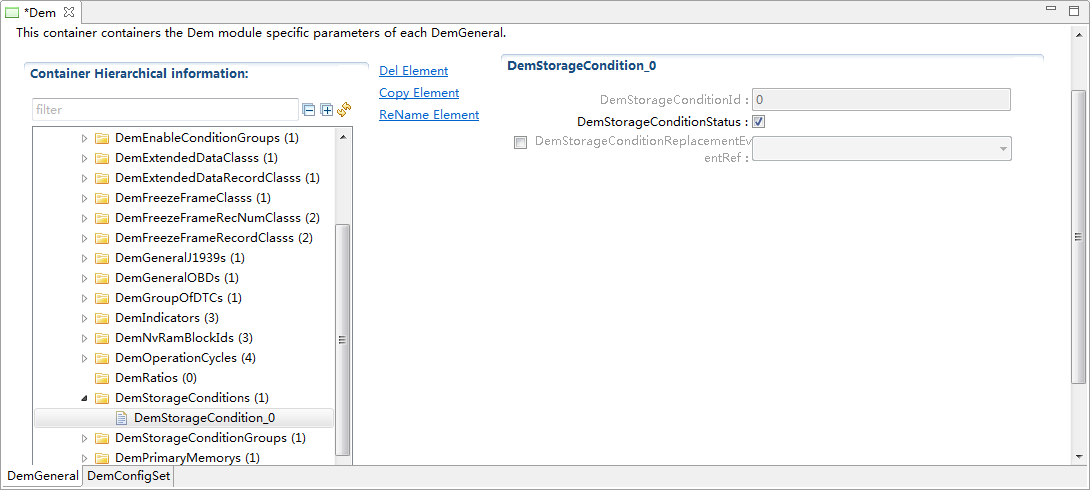 *Dem
This container containers the Dem module specific parameters of each DemGeneral.
Container Hierarchical information:
filter
DemEnableConditionGroups (1)
DemExtendedDataClasss (1)
DemExtendedDataRecordClasss (1)
DemFreezeFrameClasss (1)
DemFreezeFrameRecNumClasss (2)
DemFreezeFrameRecordClasss (2)
DemGeneralJ1939s (1)
DemGeneralOBDs (1)
DemGroupOfDTCs (1)
DemIndicators (3)
DemNvRamBlockIds (3)
DemOperationCycles (4)
DemRatios (0)
DemStorageConditions (1)
DemStorageCondition_0
DemStorageConditionGroups (1)
DemPrimaryMemorys (1)
Del Element
Copy Element
ReName Element
DemStorageCondition_0
DemStorageConditionId : 0
DemStorageConditionStatus :
DemStorageConditionReplacementEv
entRef :
DemGeneral DemConfigSet